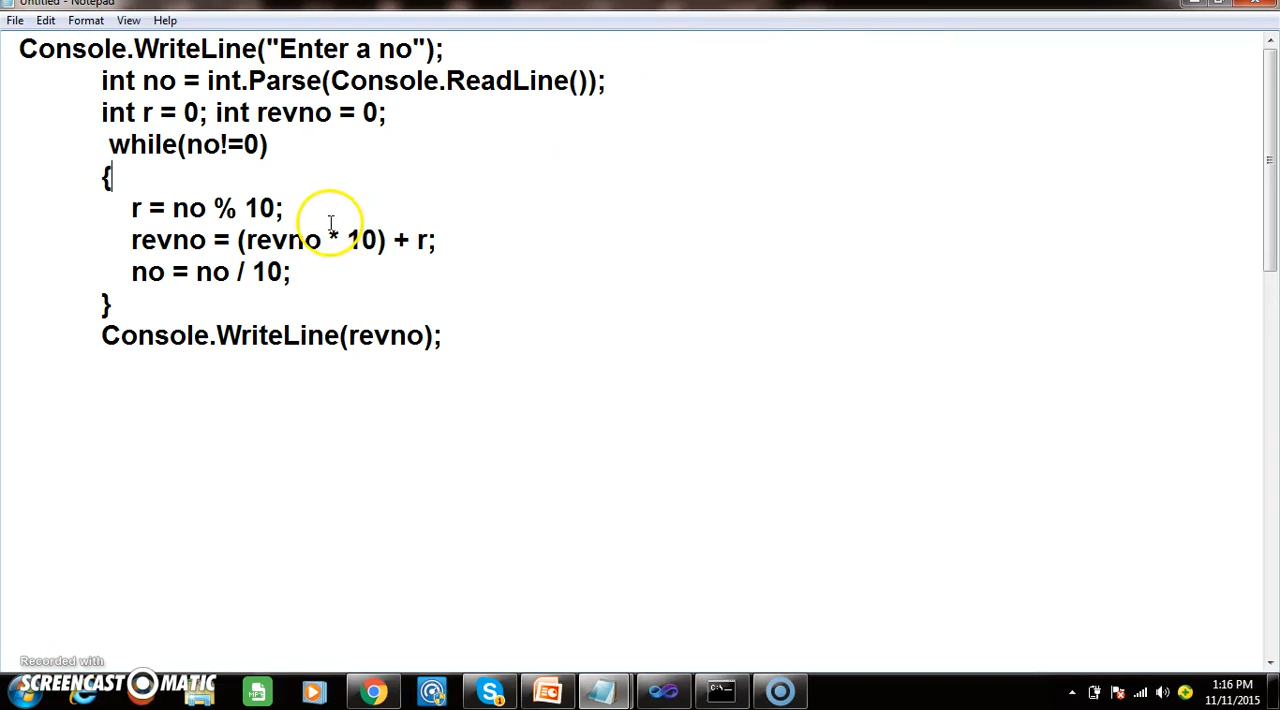 Untitled - Notepad
File Edit Format View Help
Console.WriteLine("Enter a no");
int no = int.Parse(Console.ReadLine());
int r = 0; int revno = 0;
while(no!=0)
{
r = no % 10;
revno = (revno * 10) + r;
no = no / 10;
}
Console.WriteLine(revno);
Recorded with
SCREENCAST MATIC
MP3
S 1
C:\
1:16 PM
11/11/2015